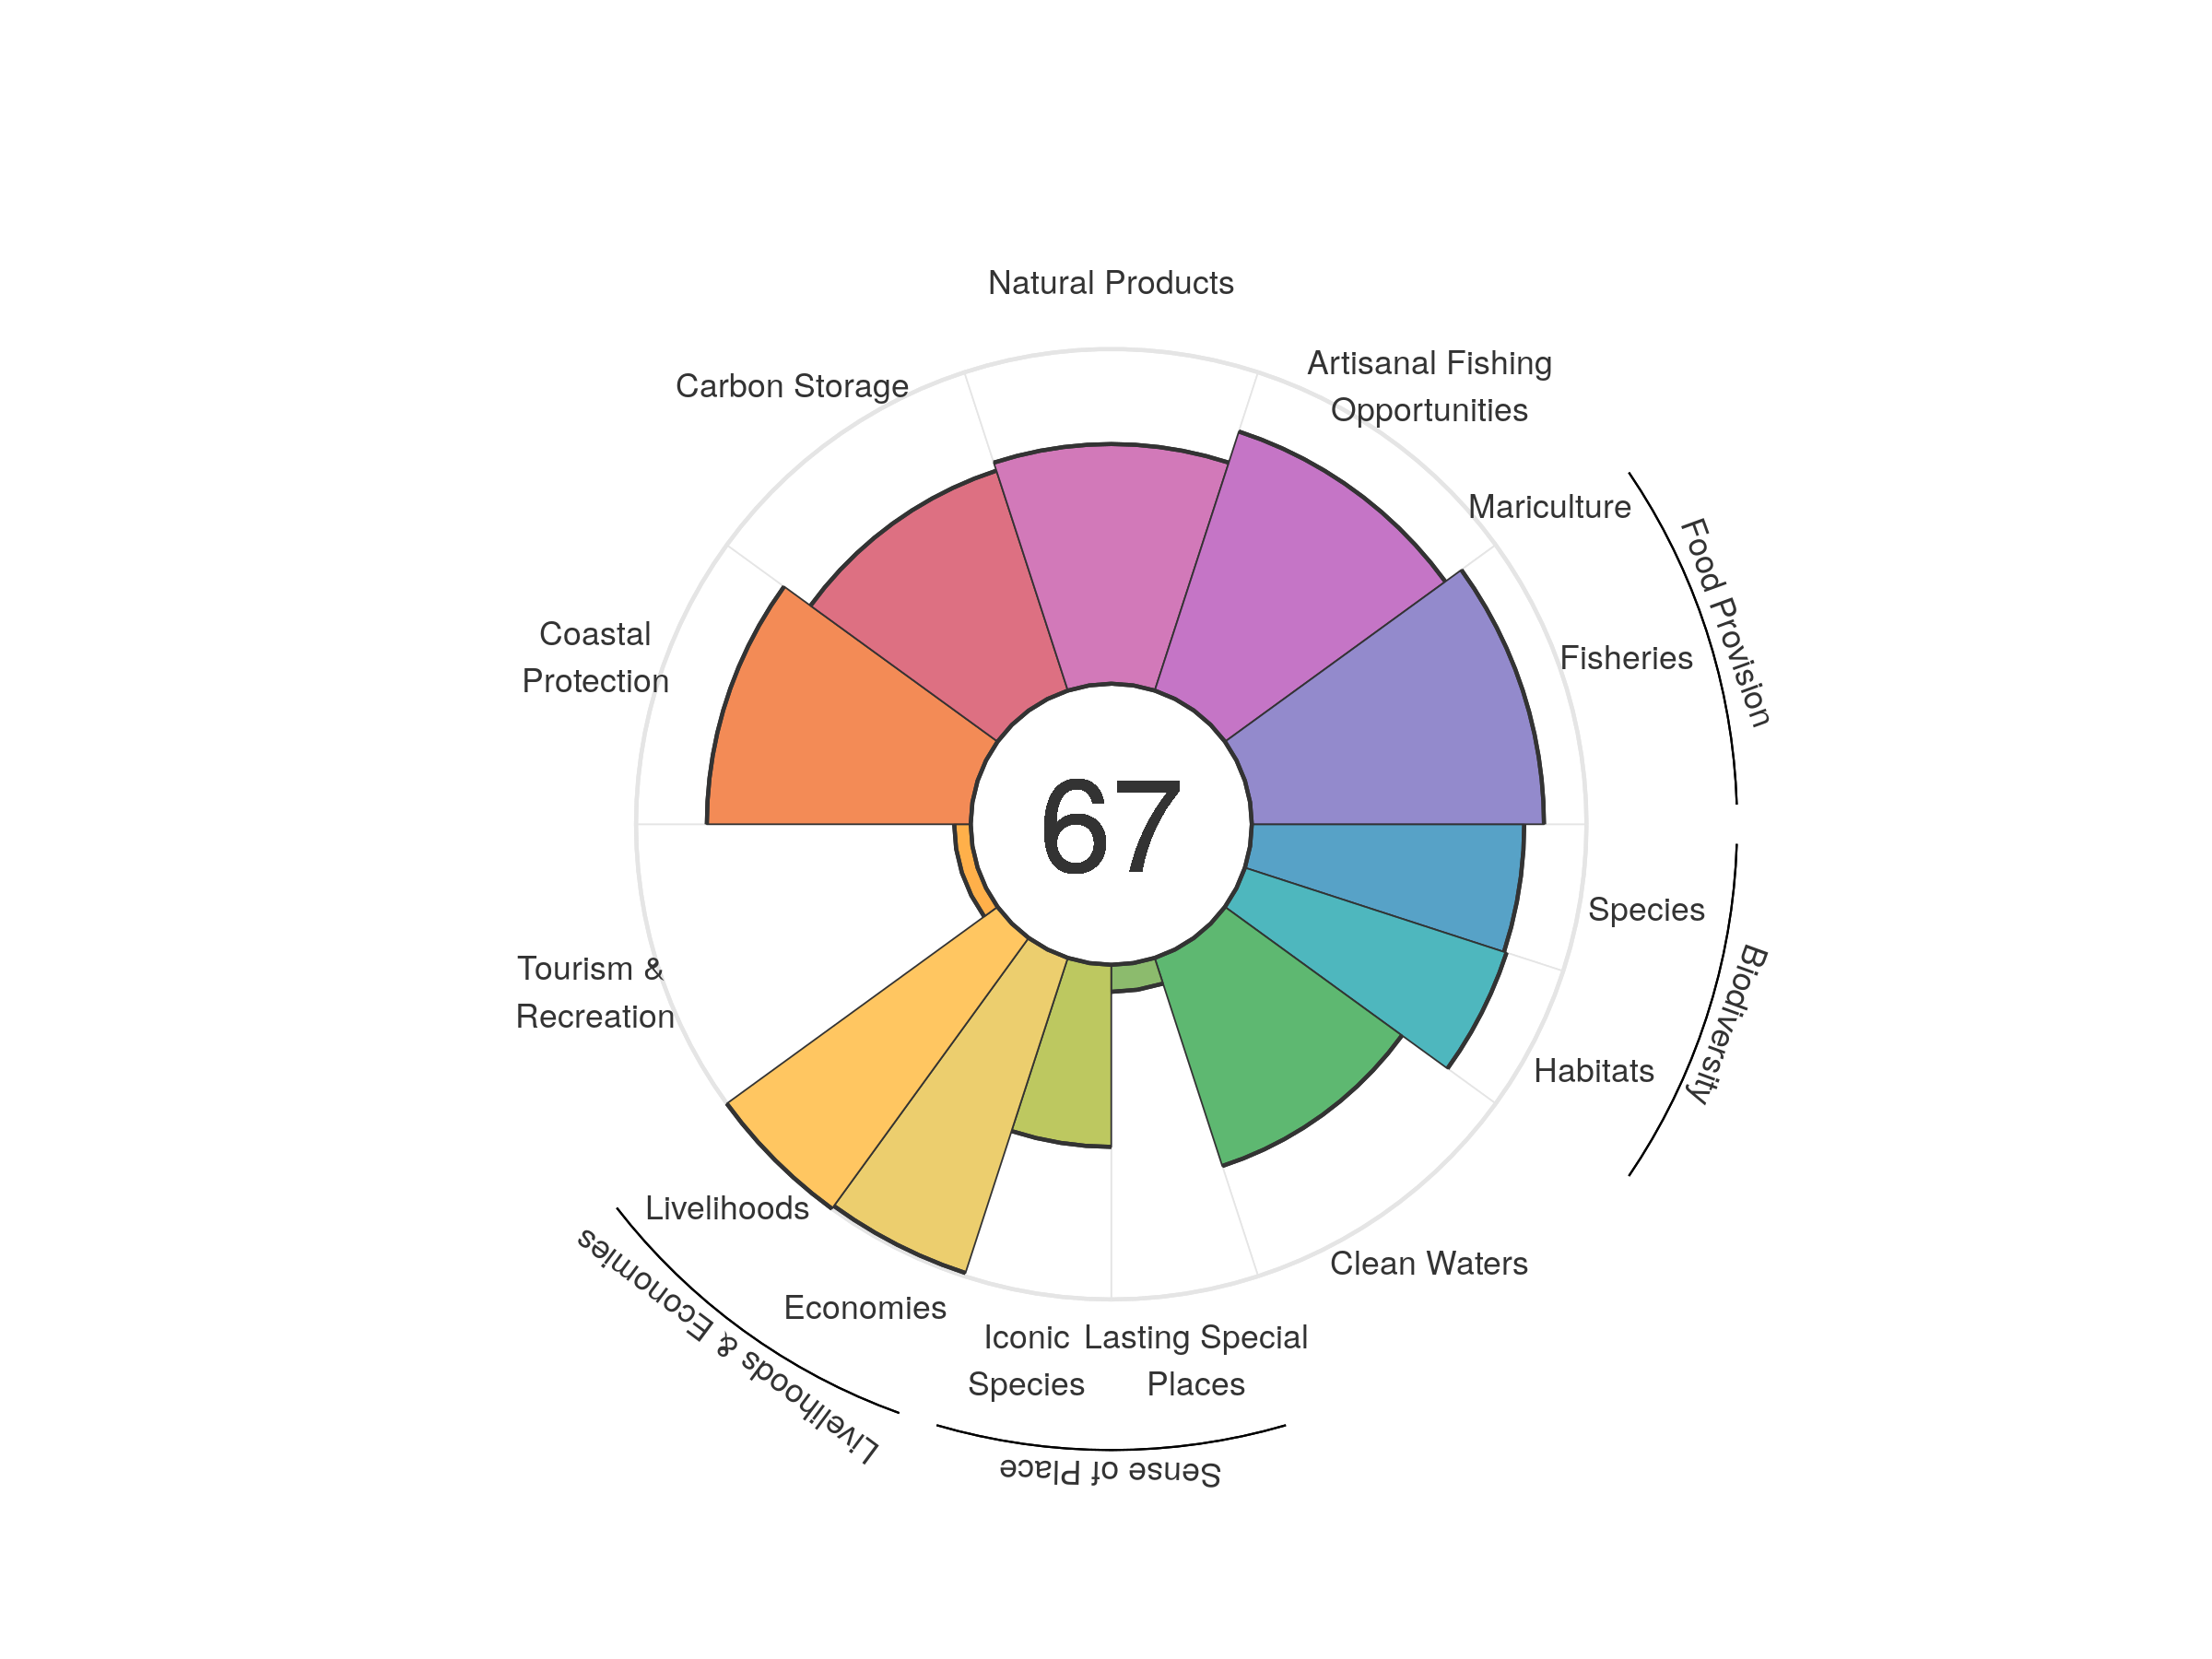 Natural Products
Artisanal Fishing
Opportunities
Carbon Storage
Mariculture
Food Provision
Fisheries
Coastal
Protection
67
Species
Biodiversity
Habitats
Tourism &
Recreation
Livelihoods
Economies
Livelihoods & Economies
Clean Waters
Iconic
Species
Lasting Special
Places
Sense of Place